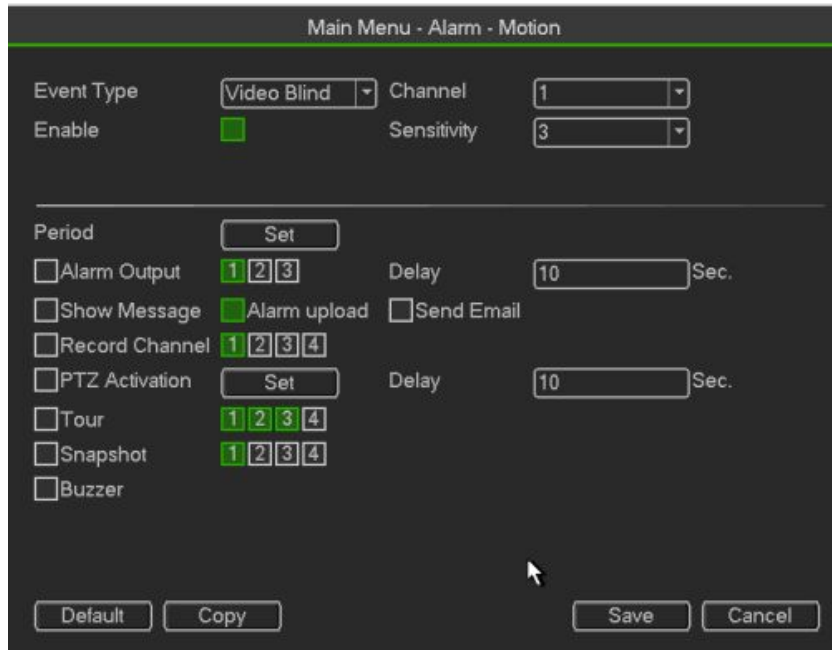 Main Menu - Alarm - Motion
Event Type Video Blind Channel 1
Enable Sensitivity 3
Period Set
Alarm Output 1 2 3 Delay 10 Sec.
Show Message Alarm upload Send Email
Record Channel 1 2 3 4
PTZ Activation Set Delay 10 Sec.
Tour 1 2 3 4
Snapshot 1 2 3 4
Buzzer
Default Copy Save Cancel